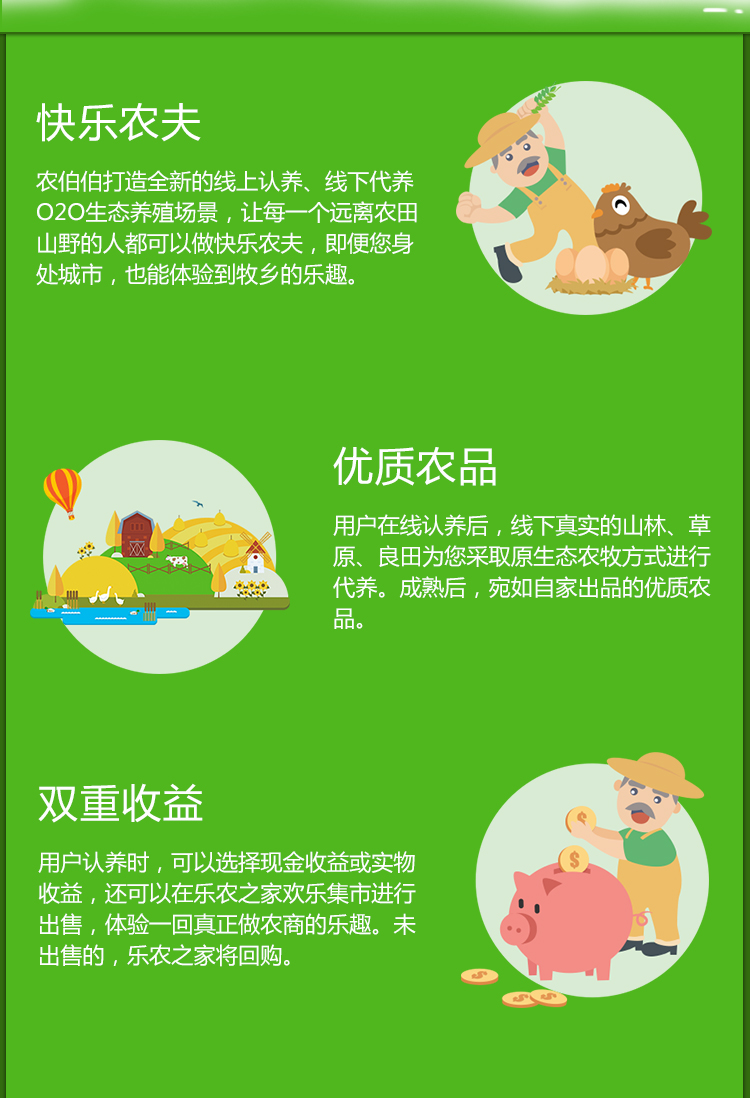 快乐农夫
农伯伯打造全新的线上认养、线下代养
O2O生态养殖场景，让每一个远离农田
山野的人都可以做快乐农夫，即便您身
处城市，也能体验到牧乡的乐趣。
优质农品
用户在线认养后，线下真实的山林、草
原、良田为您采取原生态农牧方式进行
代养。成熟后，宛如自家出品的优质农
品。
双重收益
用户认养时，可以选择现金收益或实物
收益，还可以在乐农之家欢乐集市进行
出售，体验一回真正做农商的乐趣。未
出售的，乐农之家将回购。